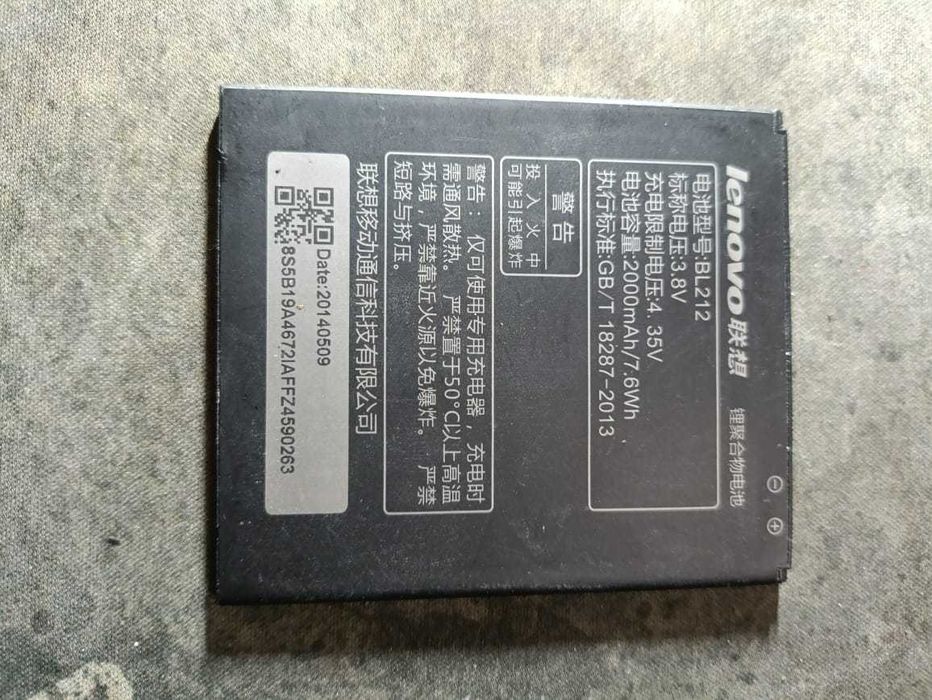 lenovo联想 锂聚合物电池
电池型号:BL212
标称电压:3.8V
充电限制电压:4.35V
电池容量:2000mAh/7.6Wh
执行标准:GB/T 18287-2013
警告
投入火中
可能引起爆炸
警告：仅可使用专用充电器，充电时
需通风散热。严禁置于50°C以上高温
环境，严禁靠近火源以免爆炸。严禁
短路与挤压。
联想移动通信科技有限公司
Date:20140509
8S5B19A4672IAFFZ4590263